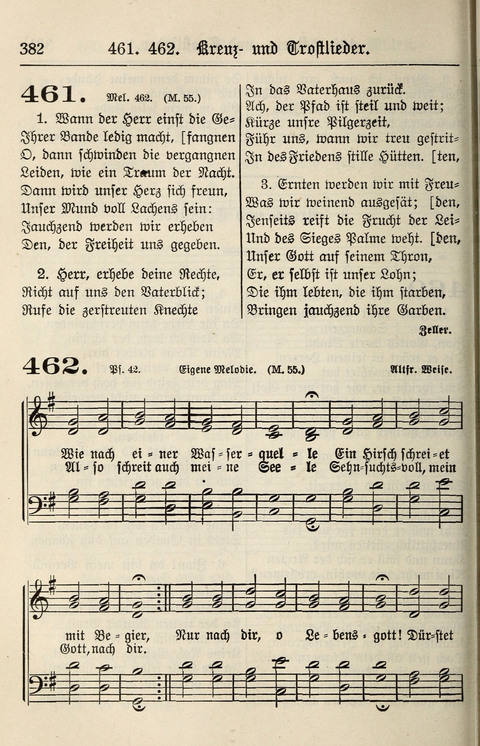 382 461. 462. Kreuz- und Trostlieder.
461. Mel. 462. (M. 55.)
1. Wann der Herr einst die Ge-
Ihrer Bande ledig macht, [fangnen
O, dann schwinden die vergangnen
Leiden, wie ein Traum der Nacht.
Dann wird unser Herz sich freun,
Unser Mund voll Lachens sein:
Jauchzend werden wir erheben
Den, der Freiheit uns gegeben.
2. Herr, erhebe deine Rechte,
Richt auf uns den Vaterblick;
Rufe die zerstreuten Knechte
In das Vaterhaus zurück.
Ach, der Pfad ist steil und weit;
Kürze unsre Pilgerzeit,
Führ uns, wann wir treu gestrit-
In des Friedens stille Hütten. [ten,
3. Ernten werden wir mit Freu-
Was wir weinend ausgesät; [den,
Jenseits reift die Frucht der Lei-
Und des Sieges Palme weht. [den,
Unser Gott auf seinem Thron,
Er, er selbst ist unser Lohn;
Die ihm lebten, die ihm starben,
Bringen jauchzend ihre Garben.
Zeller.
462. Ps. 42. Eigene Melodie. (M. 55.) Altfr. Weise.
Wie nach ei-ner Was-ser-quel-le Ein Hirsch schrei-et
Al-so schreit auch mei-ne See-le Sehn-suchtsvoll, mein
mit Be-gier, Nur nach dir, o Le-bens-gott! Dür-stet
Gott, nach dir.